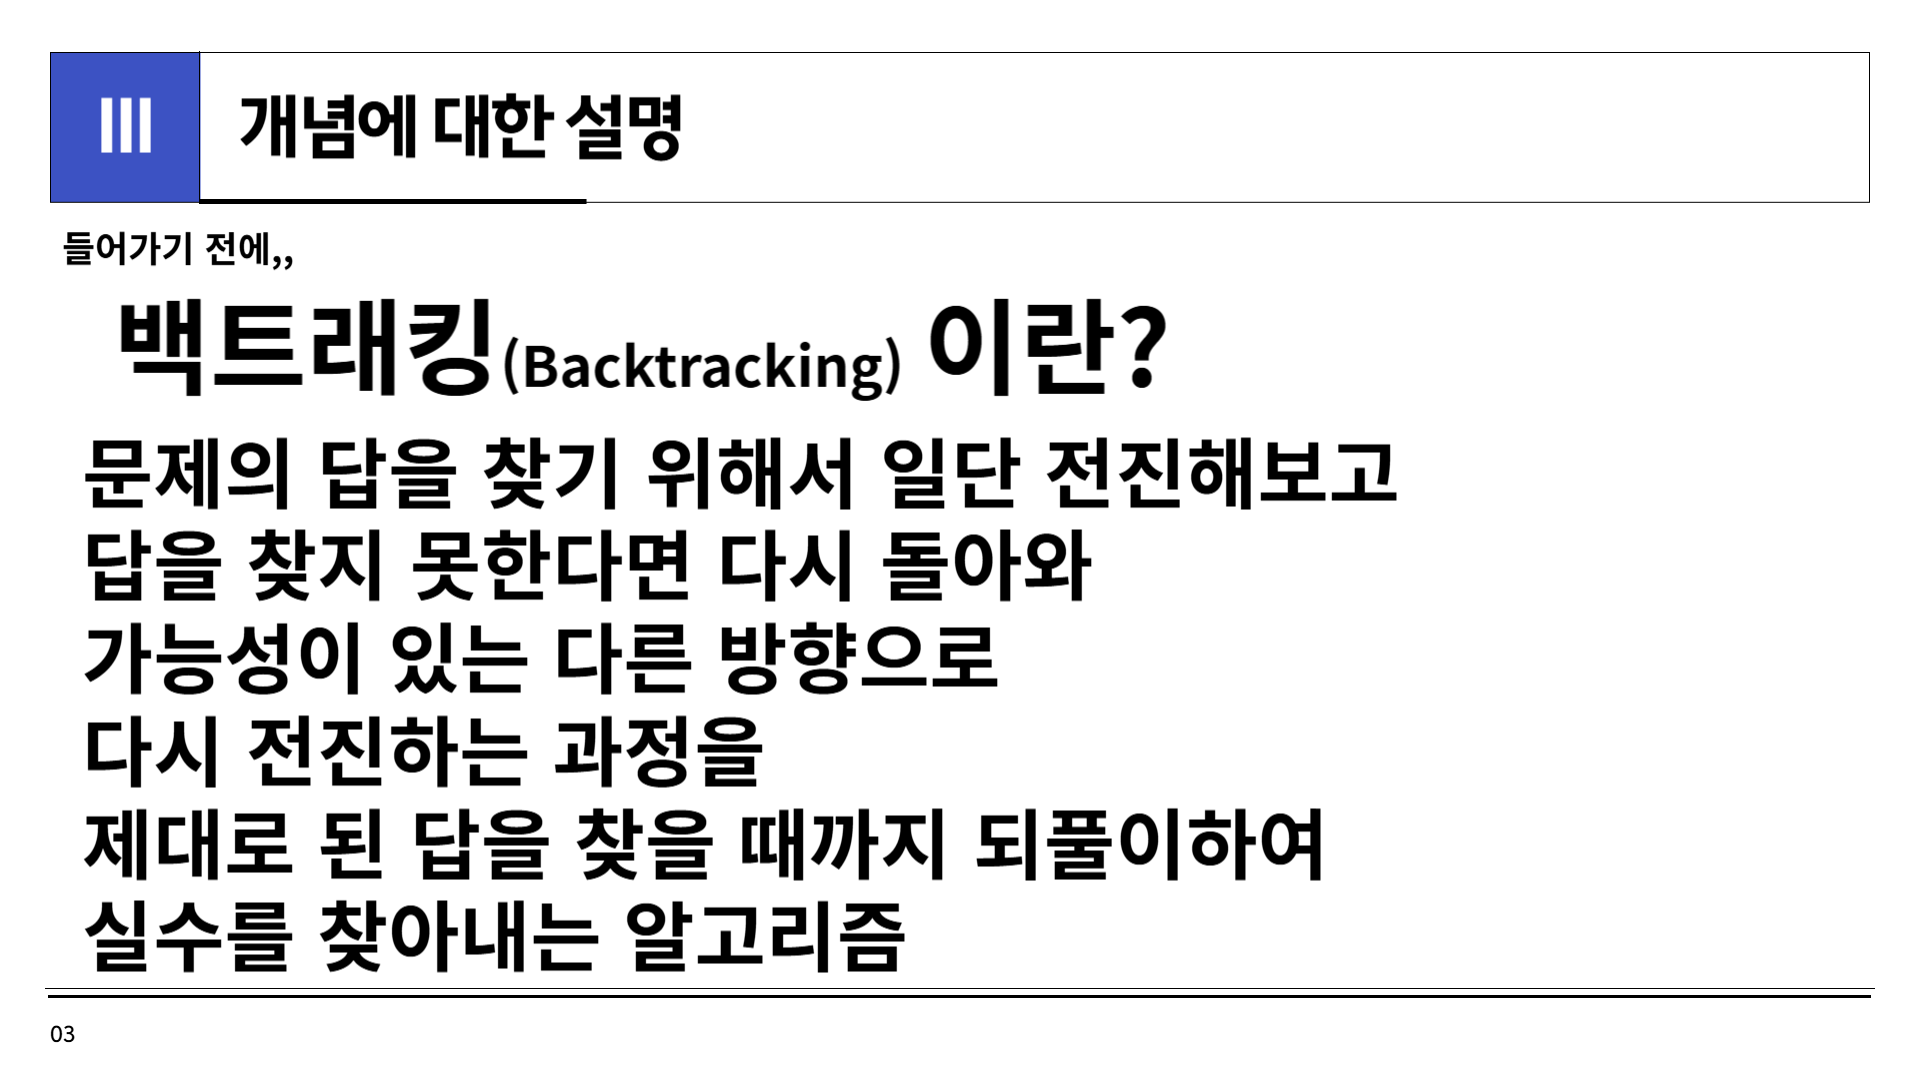 III
개념에 대한 설명
들어가기 전에,,
백트래킹(Backtracking) 이란?
문제의 답을 찾기 위해서 일단 전진해보고
답을 찾지 못한다면 다시 돌아와
가능성이 있는 다른 방향으로
다시 전진하는 과정을
제대로 된 답을 찾을 때까지 되풀이하여
실수를 찾아내는 알고리즘
03